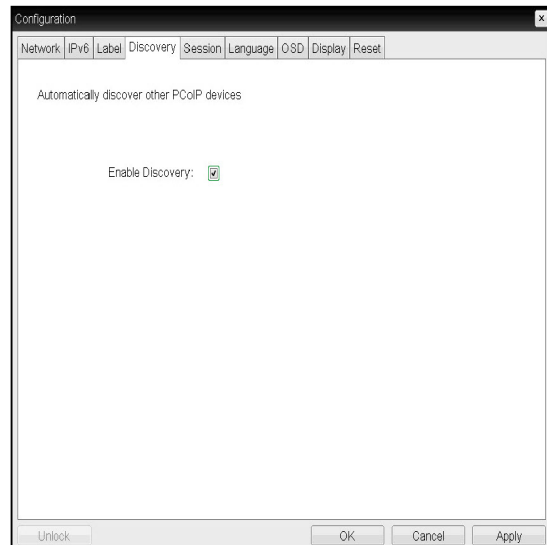 Configuration
Network IPv6 Label Discovery Session Language OSD Display Reset
Automatically discover other PCoIP devices
Enable Discovery:
Unlock OK Cancel Apply